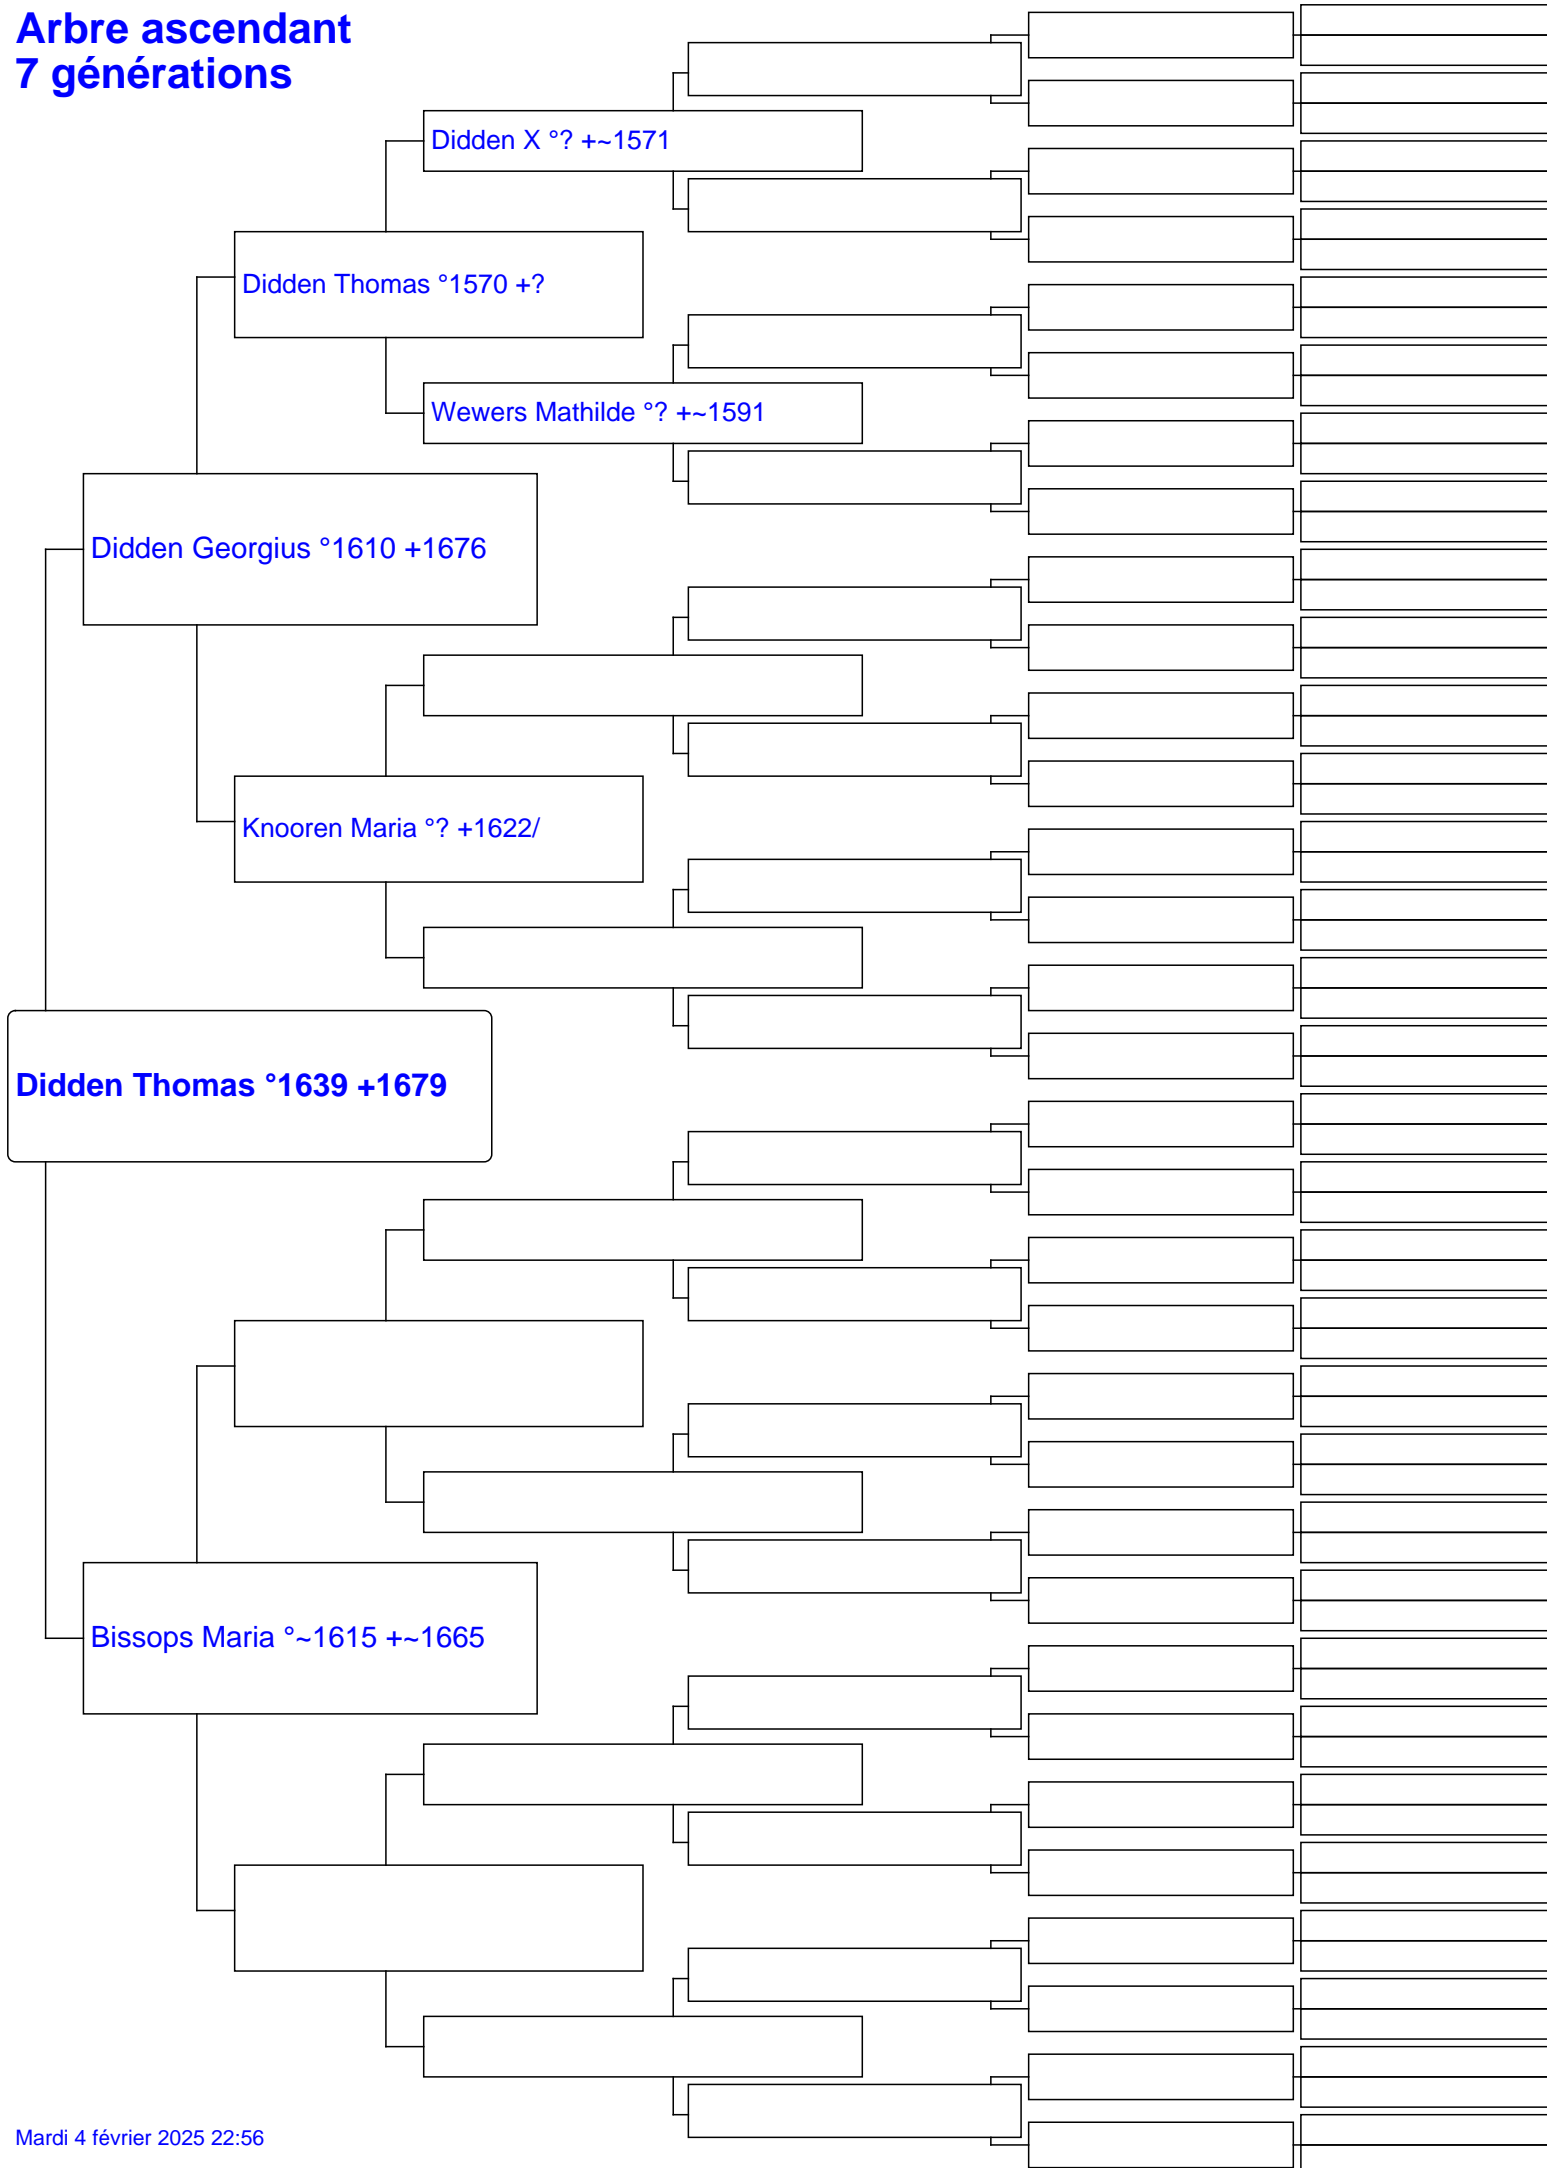 Arbre ascendant
7 générations
Didden X °? +~1571
Didden Thomas °1570 +?
Wewers Mathilde °? +~1591
Didden Georgius °1610 +1676
Knooren Maria °? +1622/
Didden Thomas °1639 +1679
Bissops Maria °~1615 +~1665
Mardi 4 février 2025 22:56